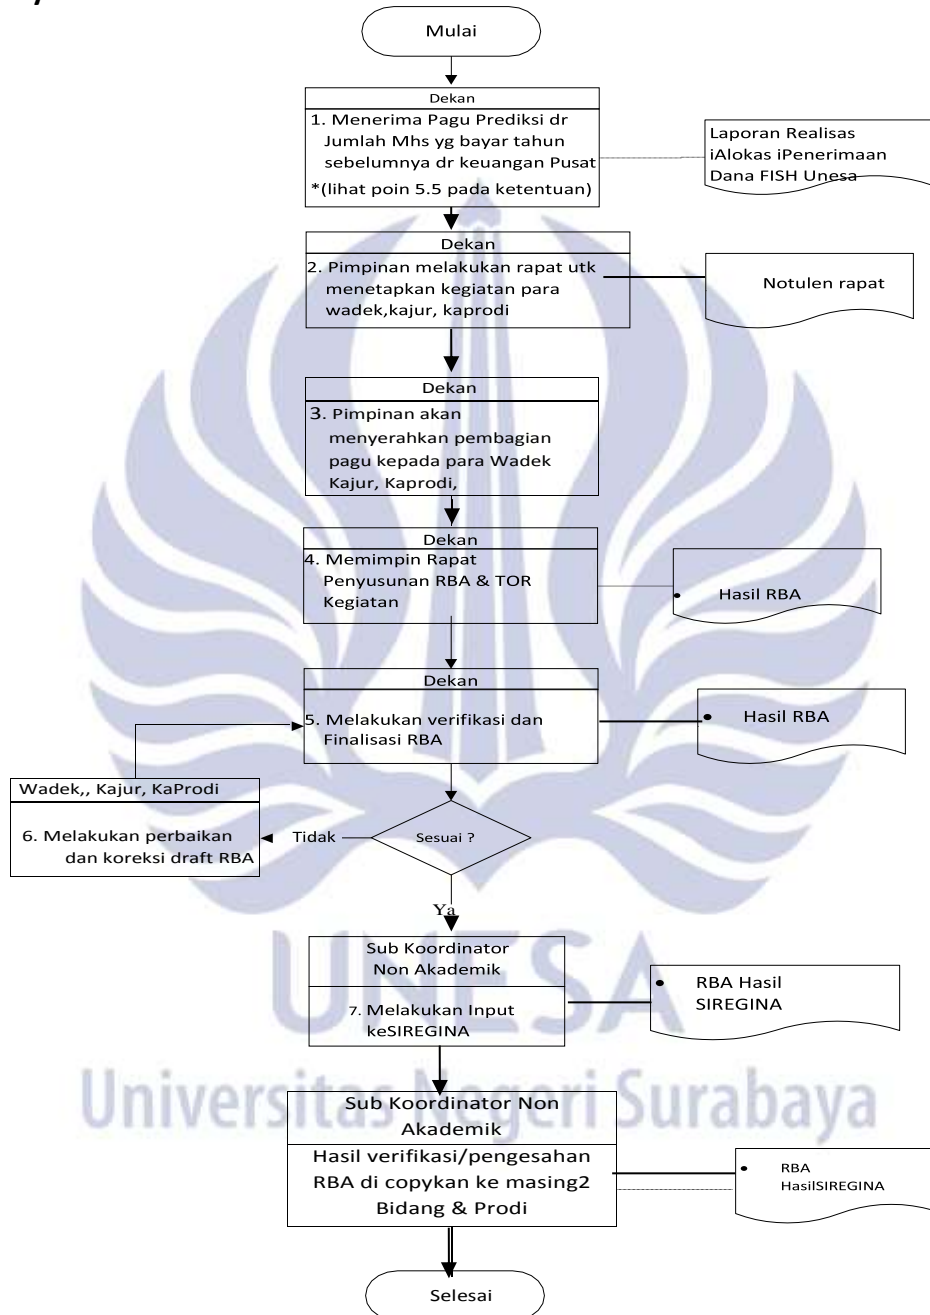 Mulai
Dekan
1. Menerima Pagu Prediksi dr
Jumlah Mhs yg bayar tahun
sebelumnya dr keuangan Pusat
*(lihat poin 5.5 pada ketentuan)
Laporan Realisas
iAlokas iPenerimaan
Dana FISH Unesa
Dekan
2. Pimpinan melakukan rapat utk
menetapkan kegiatan para
wadek,kajur, kaprodi
Notulen rapat
Dekan
3. Pimpinan akan
menyerahkan pembagian
pagu kepada para Wadek
Kajur, Kaprodi,
Dekan
4. Memimpin Rapat
Penyusunan RBA & TOR
Kegiatan
• Hasil RBA
Dekan
5. Melakukan verifikasi dan
Finalisasi RBA
• Hasil RBA
Wadek,, Kajur, KaProdi
6. Melakukan perbaikan
dan koreksi draft RBA
Tidak
Sesuai ?
Ya
Sub Koordinator
Non Akademik
7. Melakukan Input
keSIREGINA
• RBA Hasil
SIREGINA
UNESA
Universitas Negeri Surabaya
Sub Koordinator Non
Akademik
Hasil verifikasi/pengesahan
RBA di copykan ke masing2
Bidang & Prodi
• RBA
HasilSIREGINA
Selesai